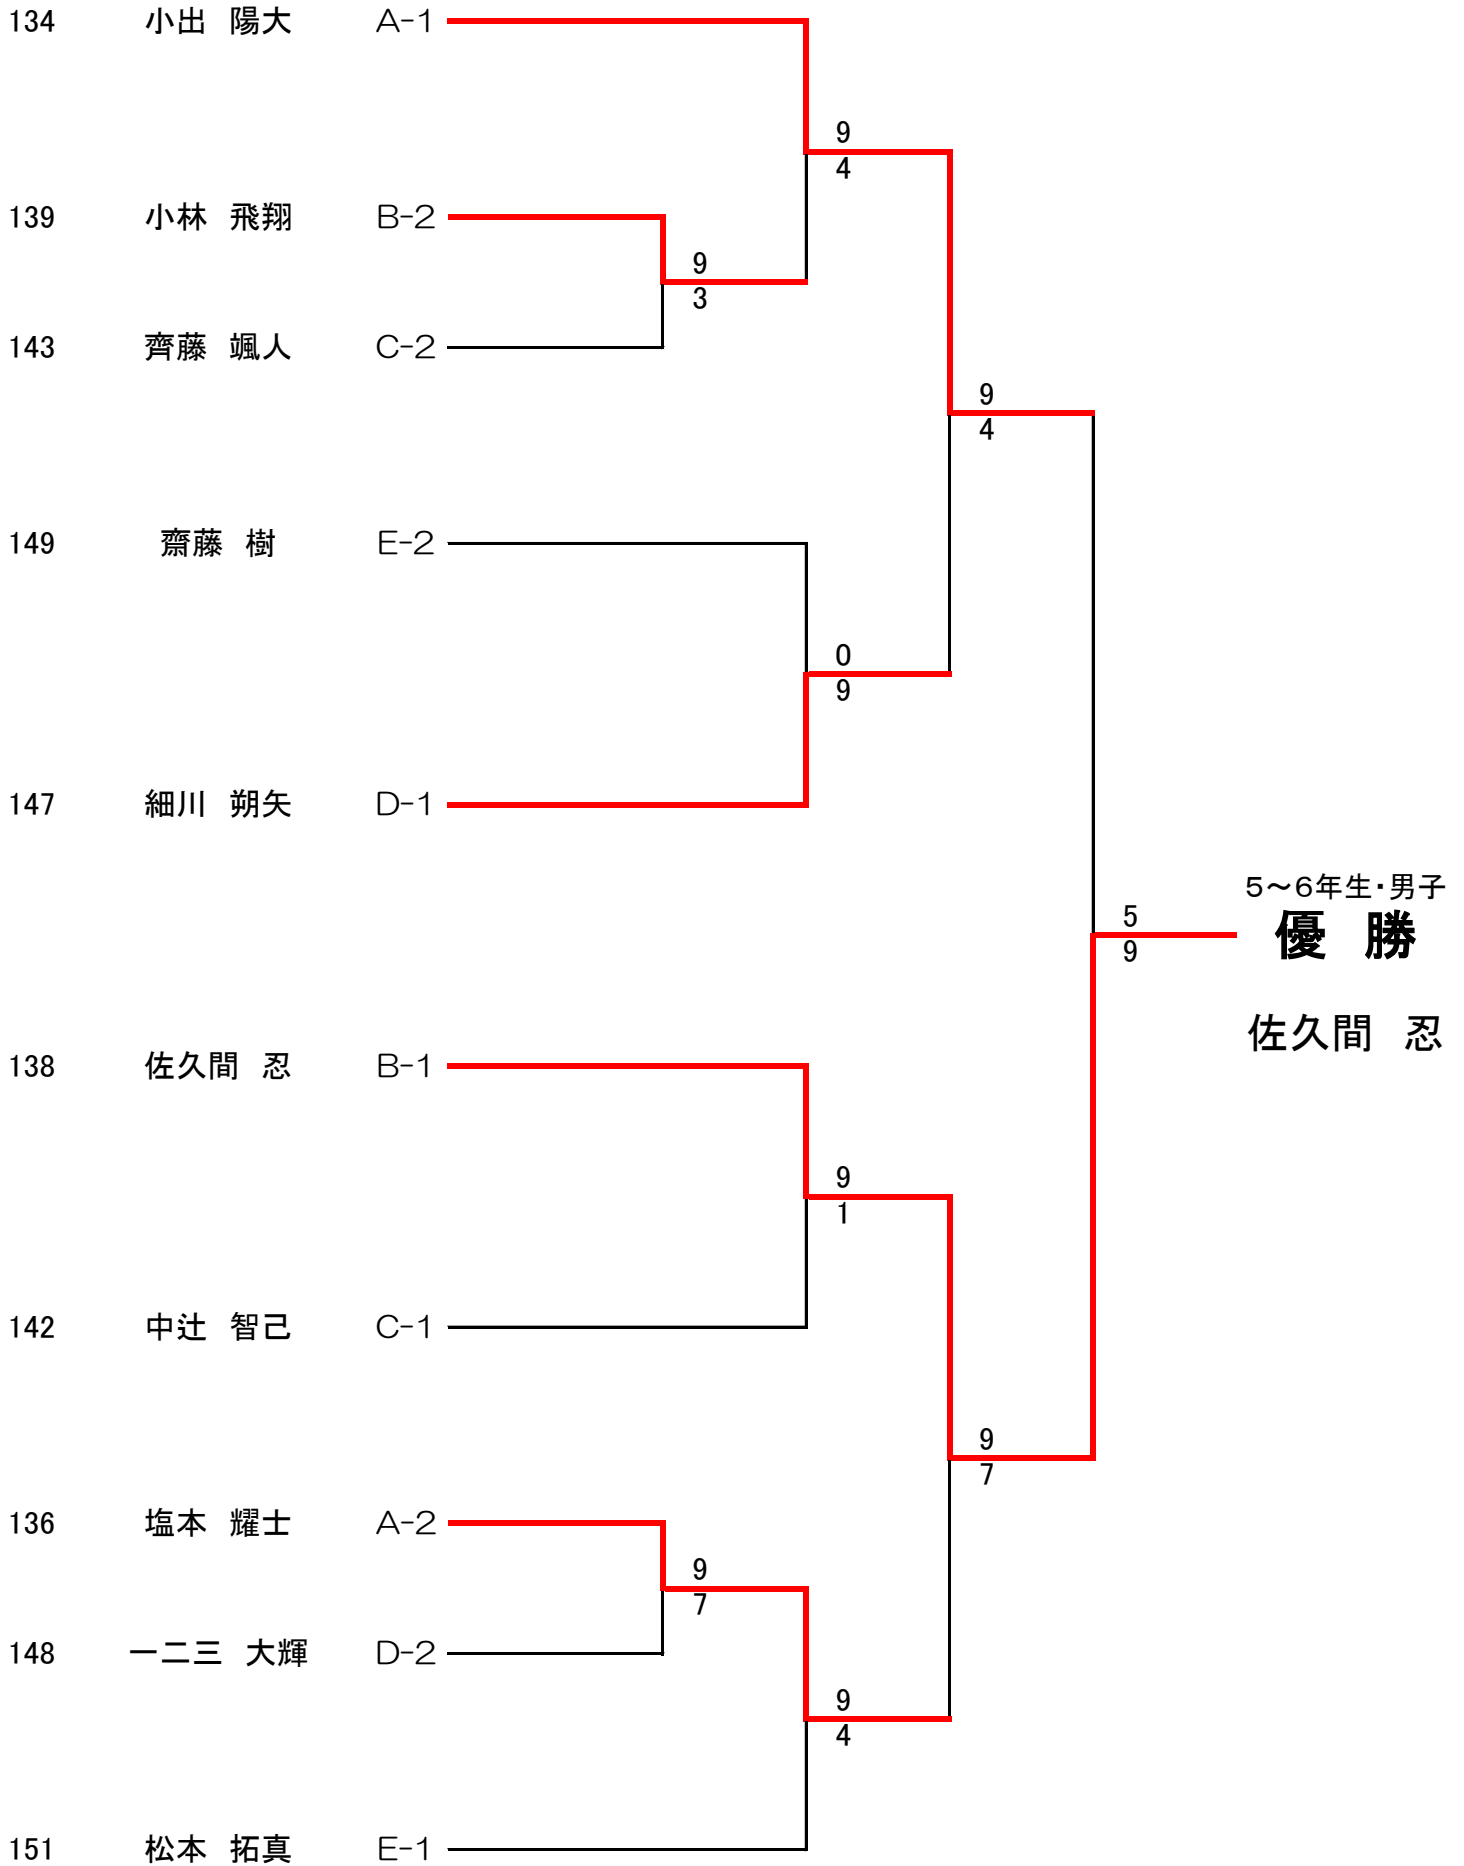 134 小出　陽大 A-1
9
4
139 小林　飛翔 B-2
9
3
143 齊藤　颯人 C-2
9
4
149 齋藤　樹 E-2
0
9
147 細川　朔矢 D-1
5～6年生・男子
5
優　勝
9
佐久間　忍
138 佐久間　忍 B-1
9
1
142 中辻　智己 C-1
9
7
136 塩本　耀士 A-2
9
7
148 一二三　大輝 D-2
9
4
151 松本　拓真 E-1